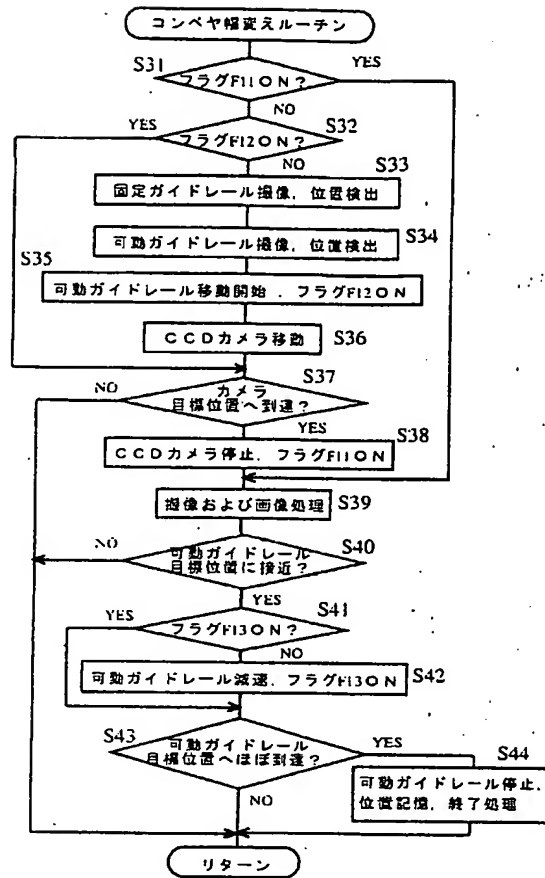 コンベヤ幅変えルーチン
S31
フラグF11ON?
YES
NO
S32
YES
フラグF12ON?
NO
S33
固定ガイドレール撮像、位置検出
S34
可動ガイドレール撮像、位置検出
S35
可動ガイドレール移動開始、フラグF12ON
CCDカメラ移動
S36
S37
NO
カメラ
目標位置へ到達?
YES
S38
CCDカメラ停止、フラグF11ON
撮像および画像処理
S39
NO
可動ガイドレール
目標位置に接近?
S40
YES
S41
YES
フラグF13ON?
NO
可動ガイドレール減速、フラグF13ON
S42
S43
可動ガイドレール
目標位置へほぼ到達?
YES
S44
可動ガイドレール停止、
位置記憶、終了処理
NO
リターン